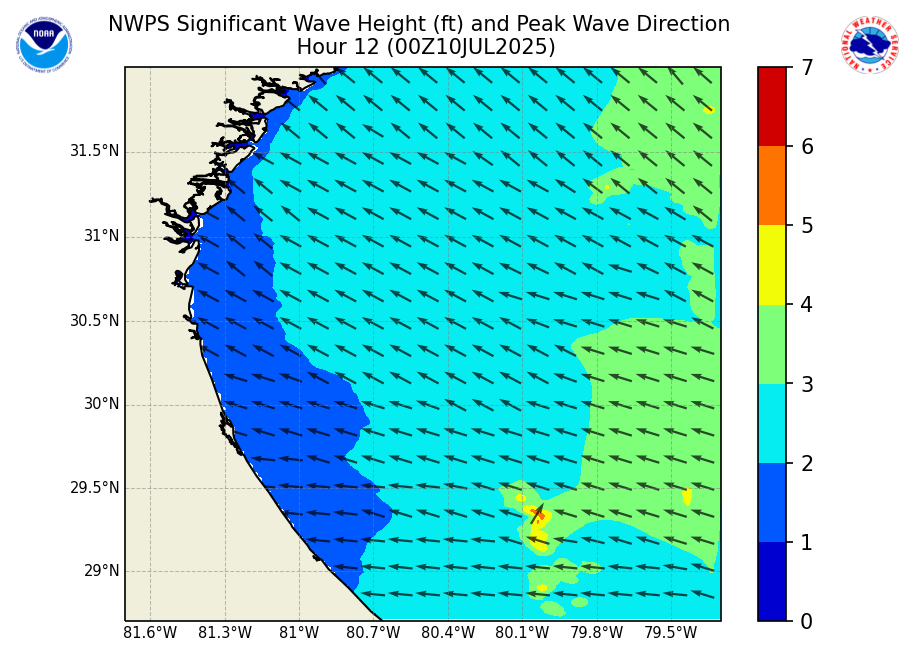 NWPS Significant Wave Height (ft) and Peak Wave Direction
Hour 12 (00Z10JUL2025)
NOAA
NATIONAL WEATHER SERVICE
31.5°N
31°N
30.5°N
30°N
29.5°N
29°N
81.6°W 81.3°W 81°W 80.7°W 80.4°W 80.1°W 79.8°W 79.5°W
7
6
5
4
3
2
1
0